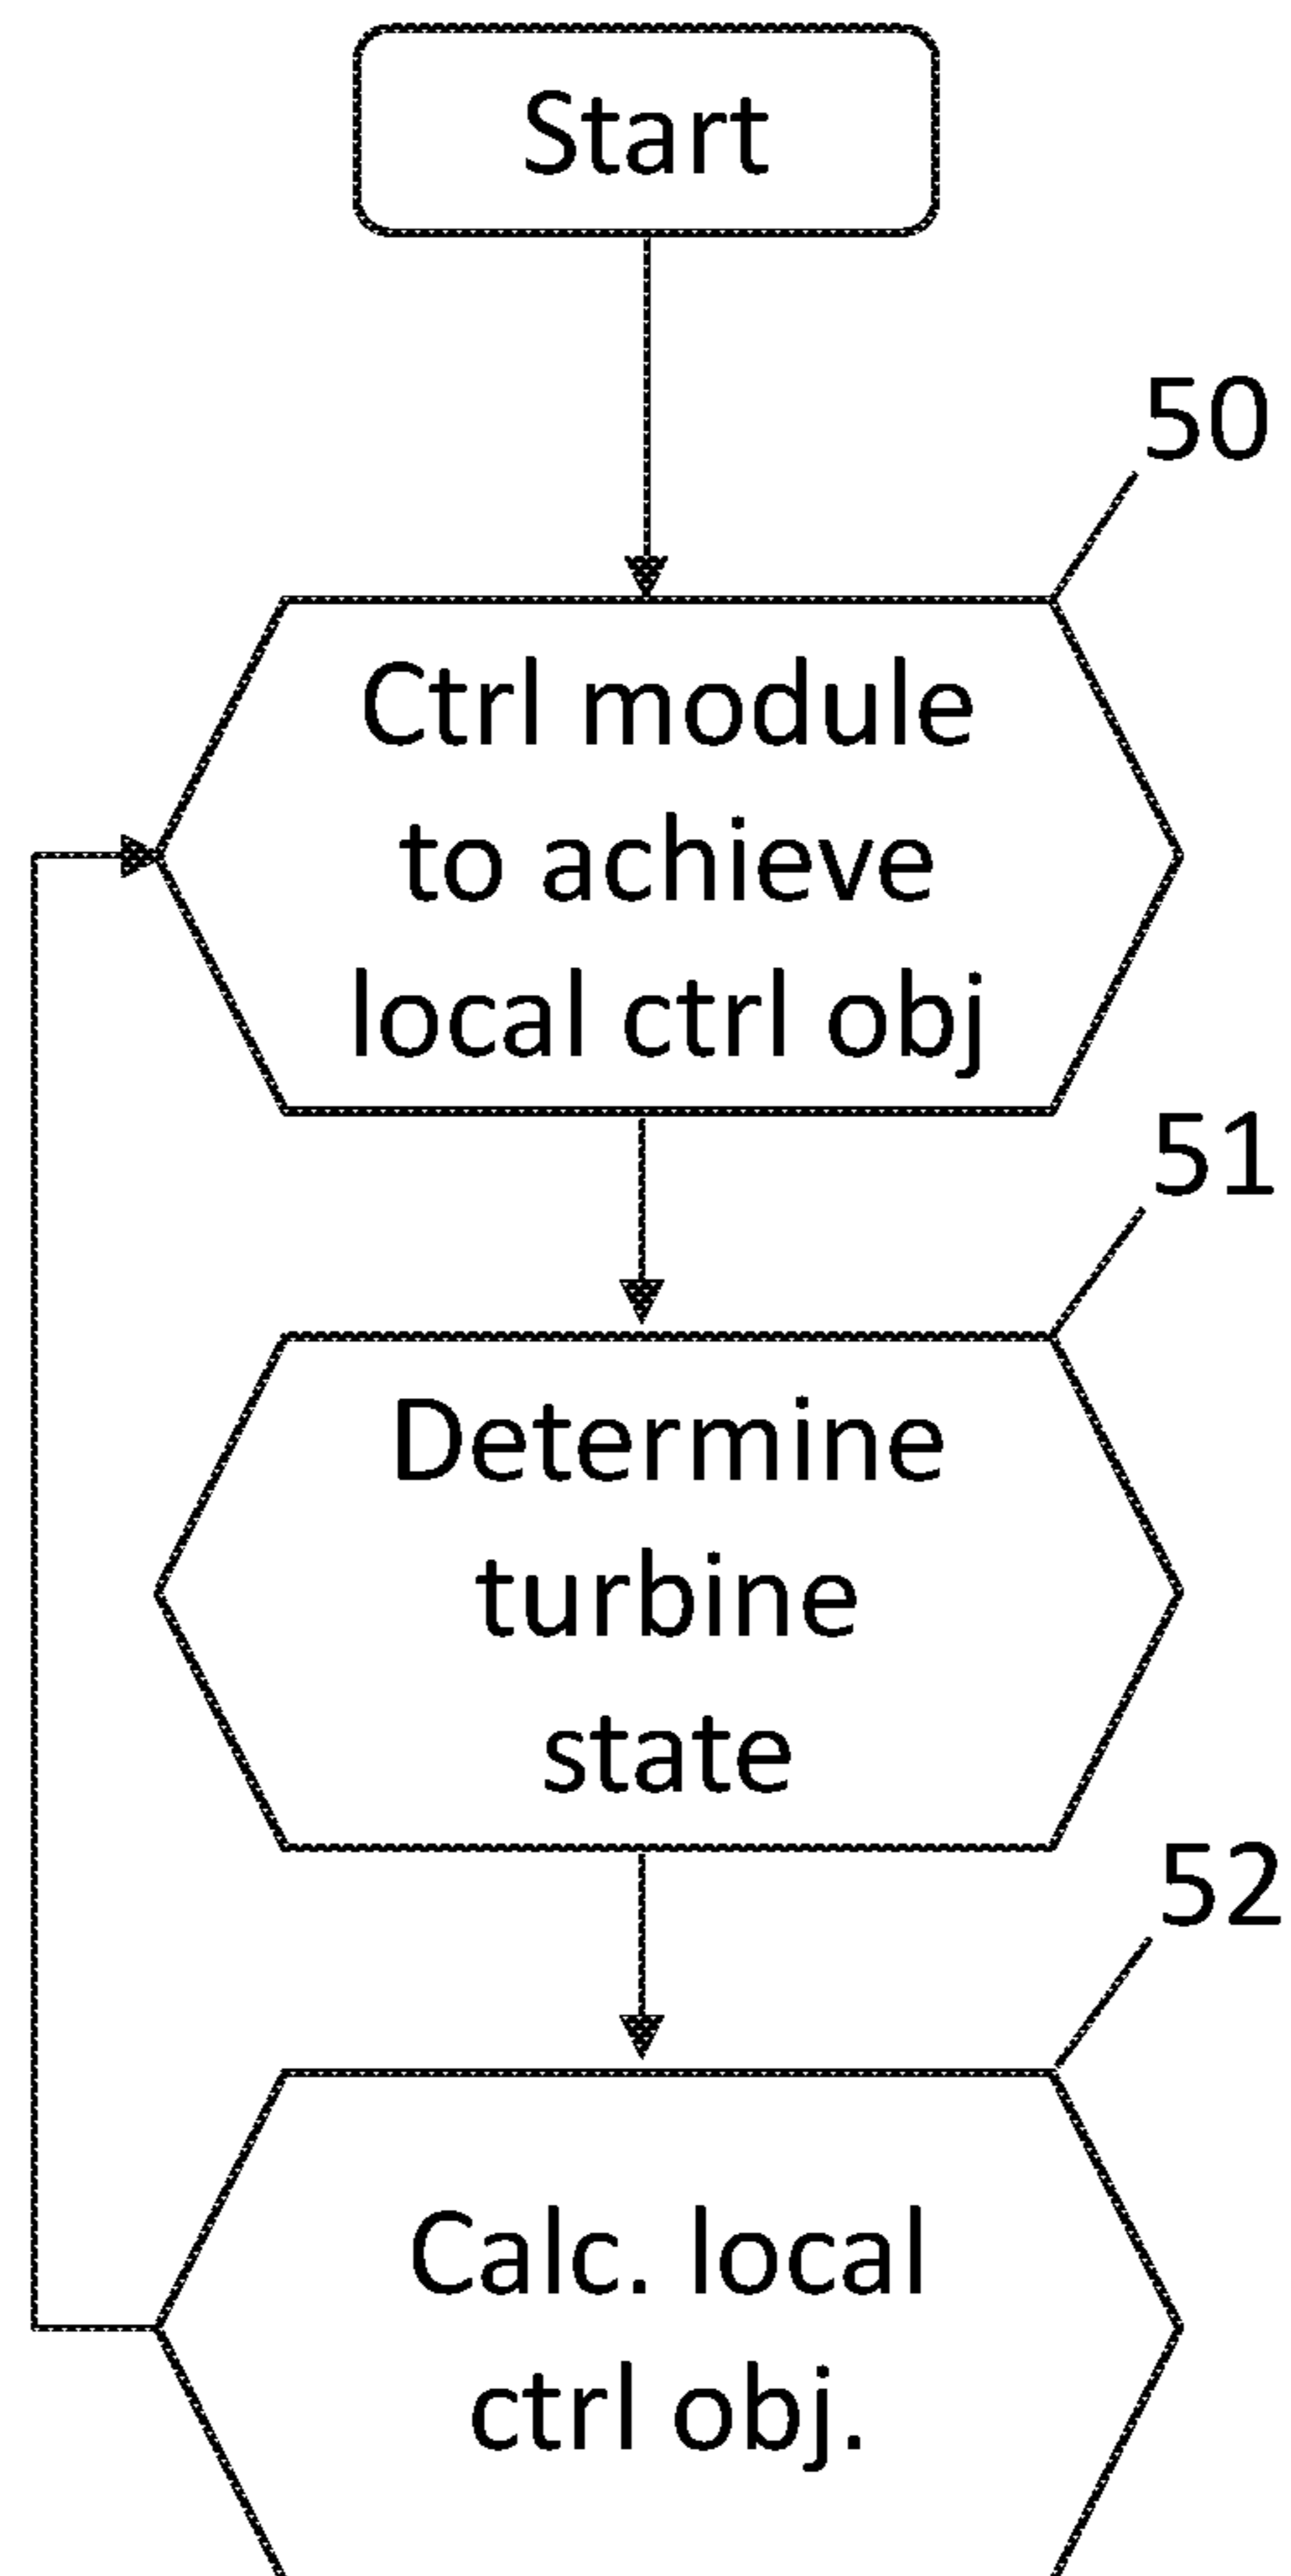 Start
50
Ctrl module
to achieve
local ctrl obj
51
Determine
turbine
state
52
Calc. local
ctrl obj.